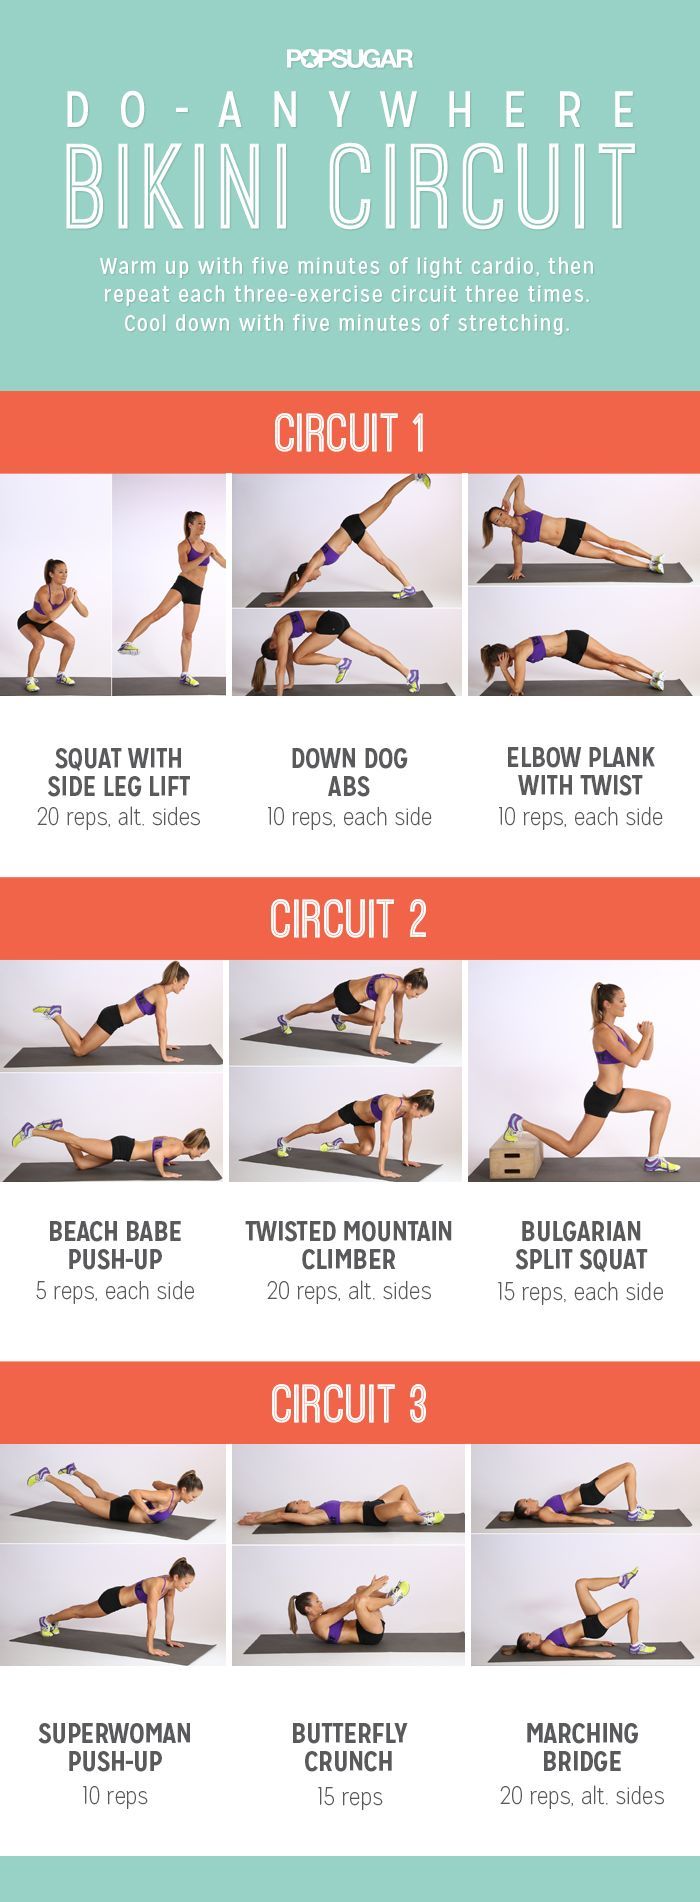 POPSUGAR
DO-ANYWHERE
BIKINI CIRCUIT
Warm up with five minutes of light cardio, then
repeat each three-exercise circuit three times.
Cool down with five minutes of stretching.
CIRCUIT 1
SQUAT WITH
SIDE LEG LIFT
20 reps, alt. sides
DOWN DOG
ABS
10 reps, each side
ELBOW PLANK
WITH TWIST
10 reps, each side
CIRCUIT 2
BEACH BABE
PUSH-UP
5 reps, each side
TWISTED MOUNTAIN
CLIMBER
20 reps, alt. sides
BULGARIAN
SPLIT SQUAT
15 reps, each side
CIRCUIT 3
SUPERWOMAN
PUSH-UP
10 reps
BUTTERFLY
CRUNCH
15 reps
MARCHING
BRIDGE
20 reps, alt. sides